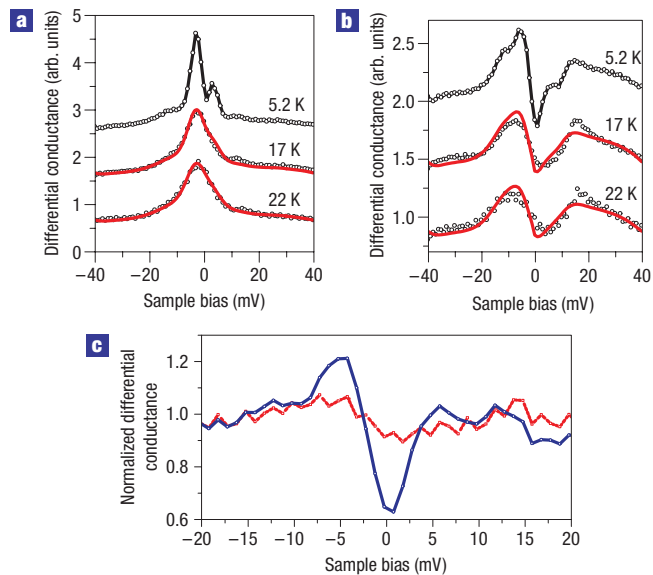 a
Differential conductance (arb. units)
5
4
3
2
1
0
5.2 K
17 K
22 K
−40 −20 0 20 40
Sample bias (mV)
b
Differential conductance (arb. units)
2.5
2.0
1.5
1.0
5.2 K
17 K
22 K
−40 −20 0 20 40
Sample bias (mV)
c
Normalized differential
conductance
1.2
1.0
0.8
0.6
−20 −15 −10 −5 0 5 10 15 20
Sample bias (mV)